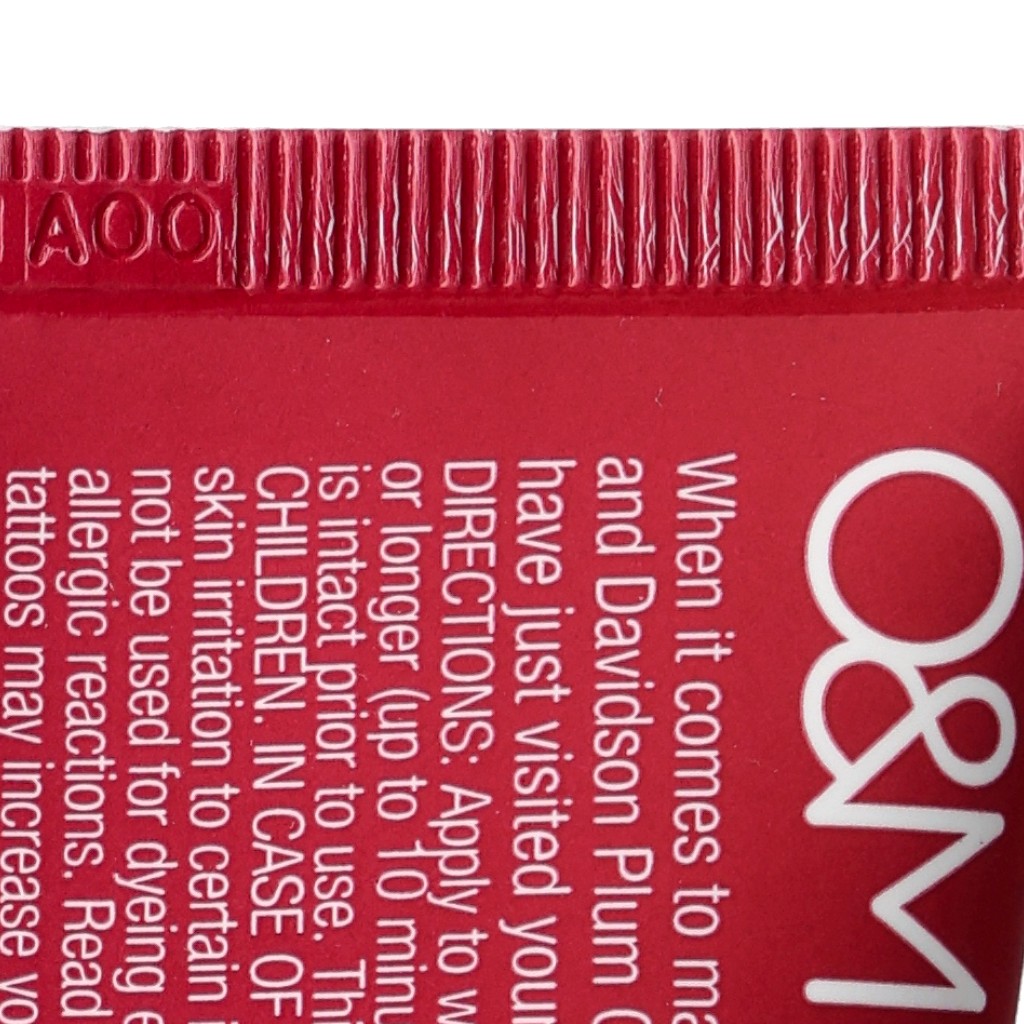 A00
O&M
When it comes to ma
and Davidson Plum
have just visited your
DIRECTIONS: Apply to w
or longer (up to 10 minu
is intact prior to use. Thi
CHILDREN. IN CASE OF
skin irritation to certain i
not be used for dyeing e
allergic reactions. Read
tattoos may increase yo